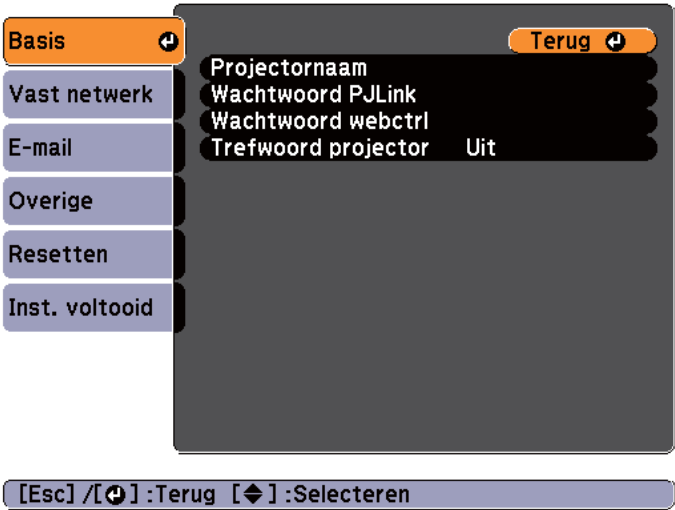 Basis
Vast netwerk
E-mail
Overige
Resetten
Inst. voltooid
Terug
Projectornaam
Wachtwoord PJLink
Wachtwoord webctrl
Trefwoord projector Uit
[Esc] /[ ] :Terug [ ] :Selecteren